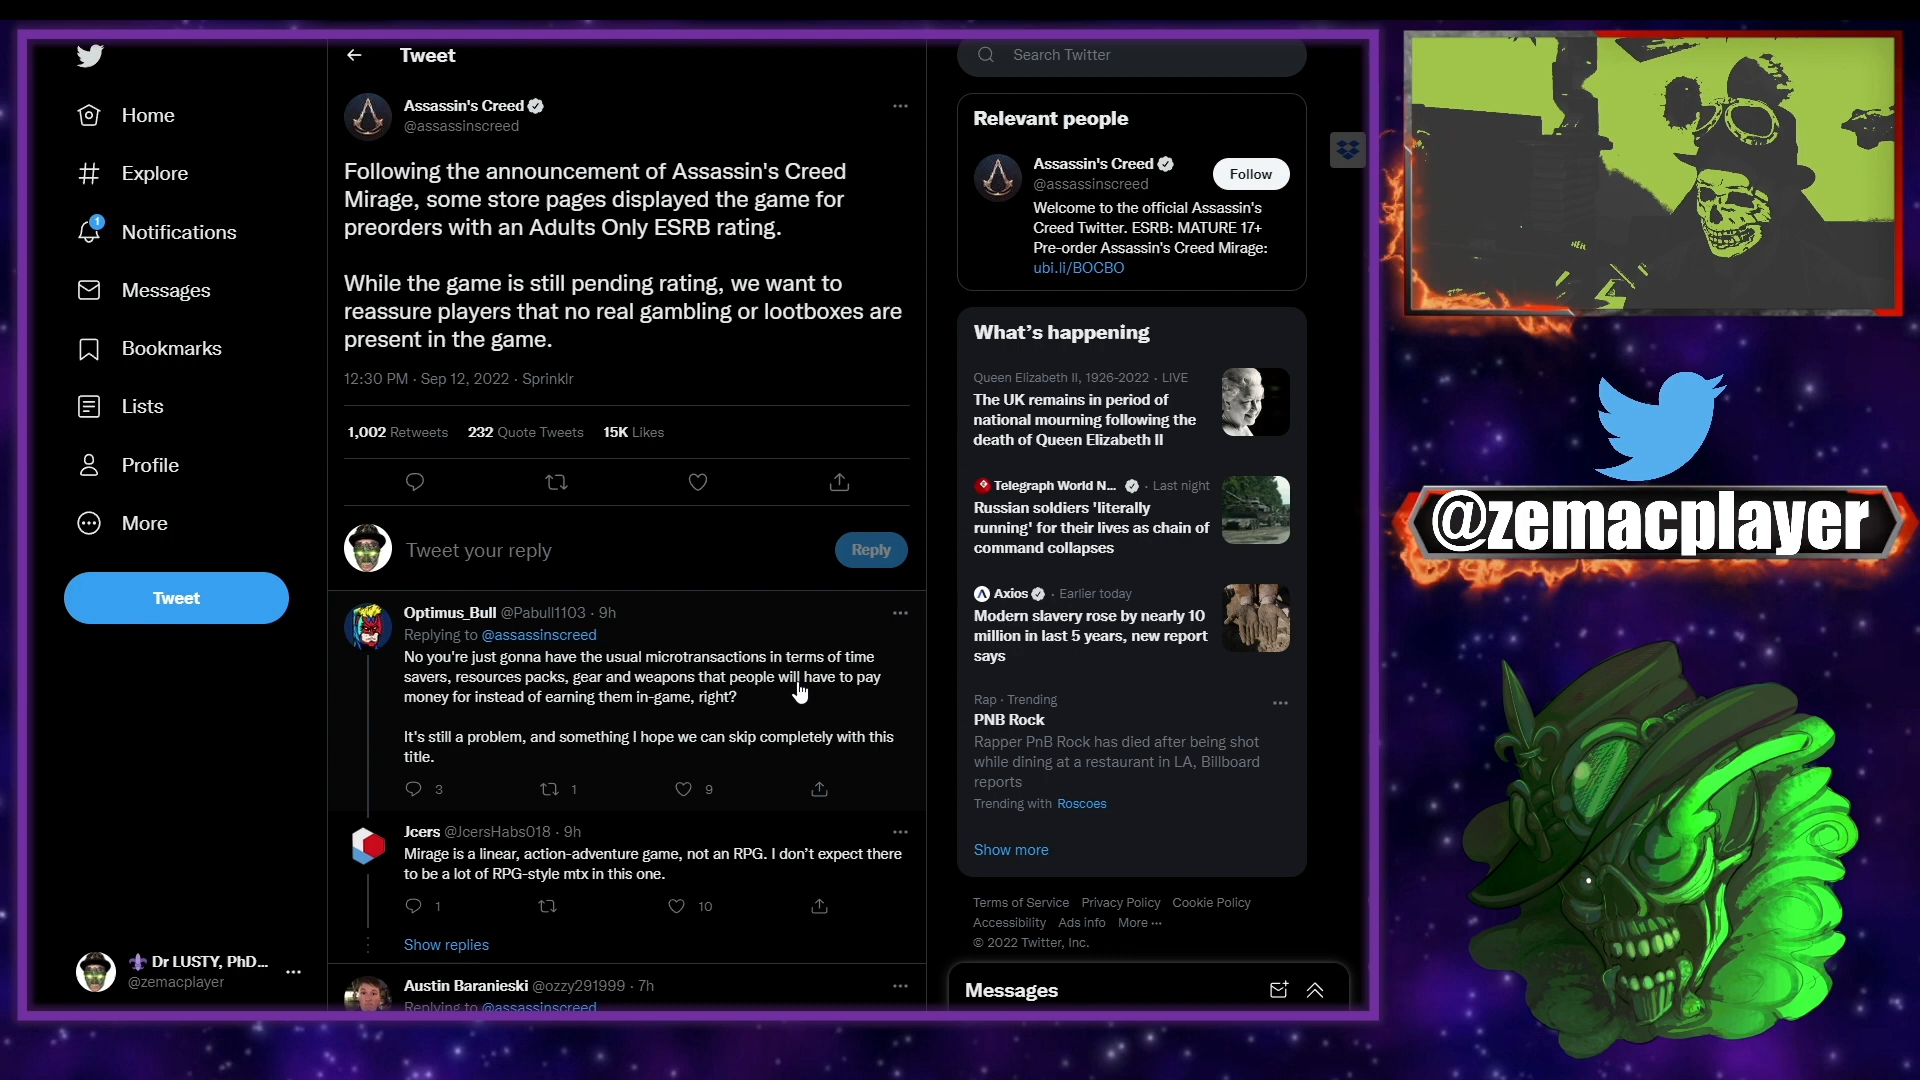 Home
Explore
1
Notifications
Messages
Bookmarks
Lists
Profile
More
Tweet
Dr LUSTY, PhD...
@zemacplayer
Tweet
Assassin's Creed
@assassinscreed
Following the announcement of Assassin's Creed
Mirage, some store pages displayed the game for
preorders with an Adults Only ESRB rating.
While the game is still pending rating, we want to
reassure players that no real gambling or lootboxes are
present in the game.
12:30 PM · Sep 12, 2022 · Sprinklr
1,002 Retweets 232 Quote Tweets 15K Likes
Tweet your reply
Reply
Optimus_Bull @Pabull1103 · 9h
Replying to @assassinscreed
No you're just gonna have the usual microtransactions in terms of time
savers, resources packs, gear and weapons that people will have to pay
money for instead of earning them in-game, right?
It's still a problem, and something I hope we can skip completely with this
title.
3 1 9
Jcers @JcersHabs018 · 9h
Mirage is a linear, action-adventure game, not an RPG. I don't expect there
to be a lot of RPG-style mtx in this one.
1 10
Show replies
Austin Baranieski @ozzy291999 · 7h
Replying to @assassinscreed
Search Twitter
Relevant people
Assassin's Creed
@assassinscreed
Follow
Welcome to the official Assassin's
Creed Twitter. ESRB: MATURE 17+
Pre-order Assassin's Creed Mirage:
ubi.li/BOCBO
What's happening
Queen Elizabeth II, 1926-2022 · LIVE
The UK remains in period of
national mourning following the
death of Queen Elizabeth II
Telegraph World N... · Last night
Russian soldiers 'literally
running' for their lives as chain of
command collapses
Axios · Earlier today
Modern slavery rose by nearly 10
million in last 5 years, new report
says
Rap · Trending
PNB Rock
Rapper PnB Rock has died after being shot
while dining at a restaurant in LA, Billboard
reports
Trending with Roscoes
Show more
Terms of Service Privacy Policy Cookie Policy
Accessibility Ads info More ···
© 2022 Twitter, Inc.
Messages
@zemacplayer